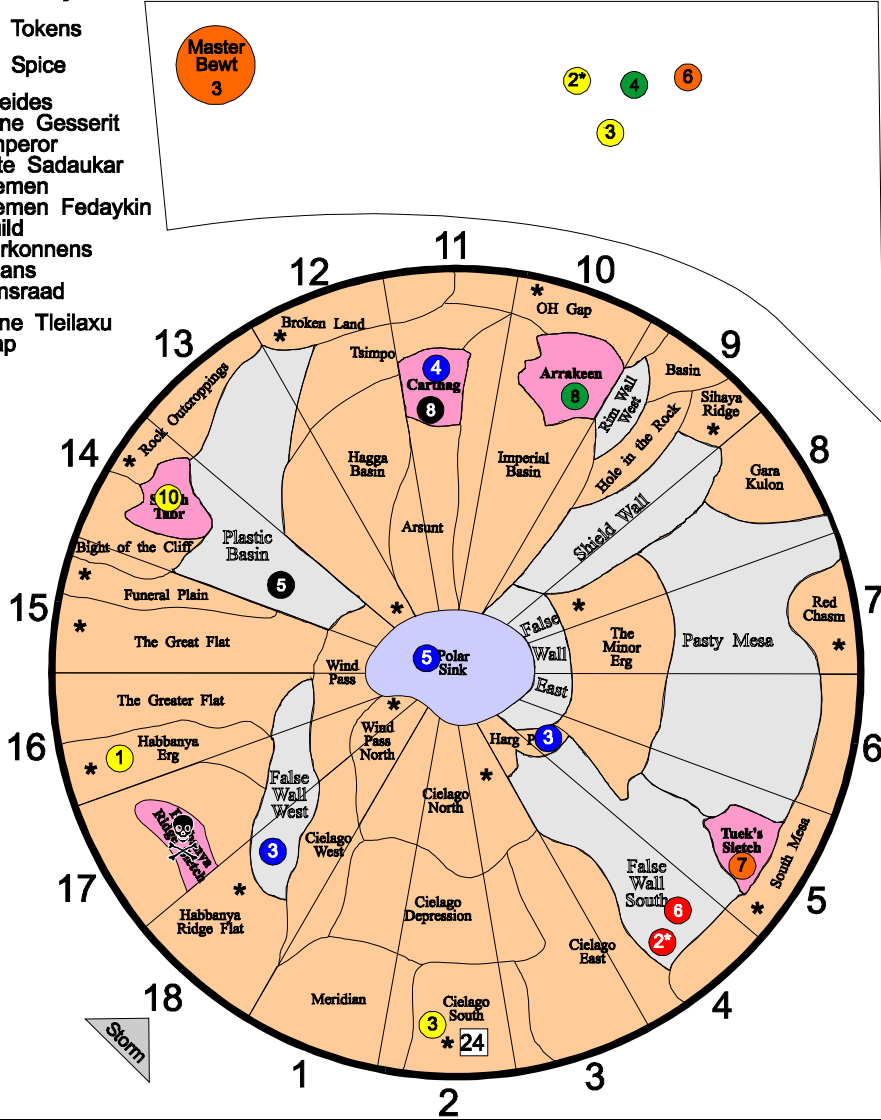 Tokens
Spice
eides
ne Gesserit
nperor
te Sadaukar
emen
emen Fedaykin
uild
rkonnens
ans
nsraad
ne Tleilaxu
ap
Master
Bewt
3
2*
4
6
3
11
12
10
13
9
14
8
15
7
16
6
17
5
18
4
1
3
2
Broken Land
*
OH Gap
*
Tsimpo
4
Carthag
8
Arrakeen
8
Rim Wall
West
Basin
Sihaya
Ridge
*
Rock Outcroppings
*
Hole in the Rock
Gara
Kulon
Hagga
Basin
Imperial
Basin
10
Arsunt
Shield Wall
Plastic
Basin
5
Bight of the Cliff
*
Funeral Plain
*
The Great Flat
*
*
False
Wall
East
The
Minor
Erg
Pasty Mesa
Red
Chasm
*
5
Polar
Sink
Wind
Pass
The Greater Flat
Habbanya
Erg
1
*
*
Wind
Pass
North
Harg
3
*
Cielago
North
False
Wall
West
3
Cielago
West
Tuek's
Sietch
7
South Mesa
*
Ridge
*
Habbanya
Ridge Flat
False
Wall
South
6
2*
Cielago
Depression
Cielago
East
Meridian
Cielago
South
3
*
24
Storm